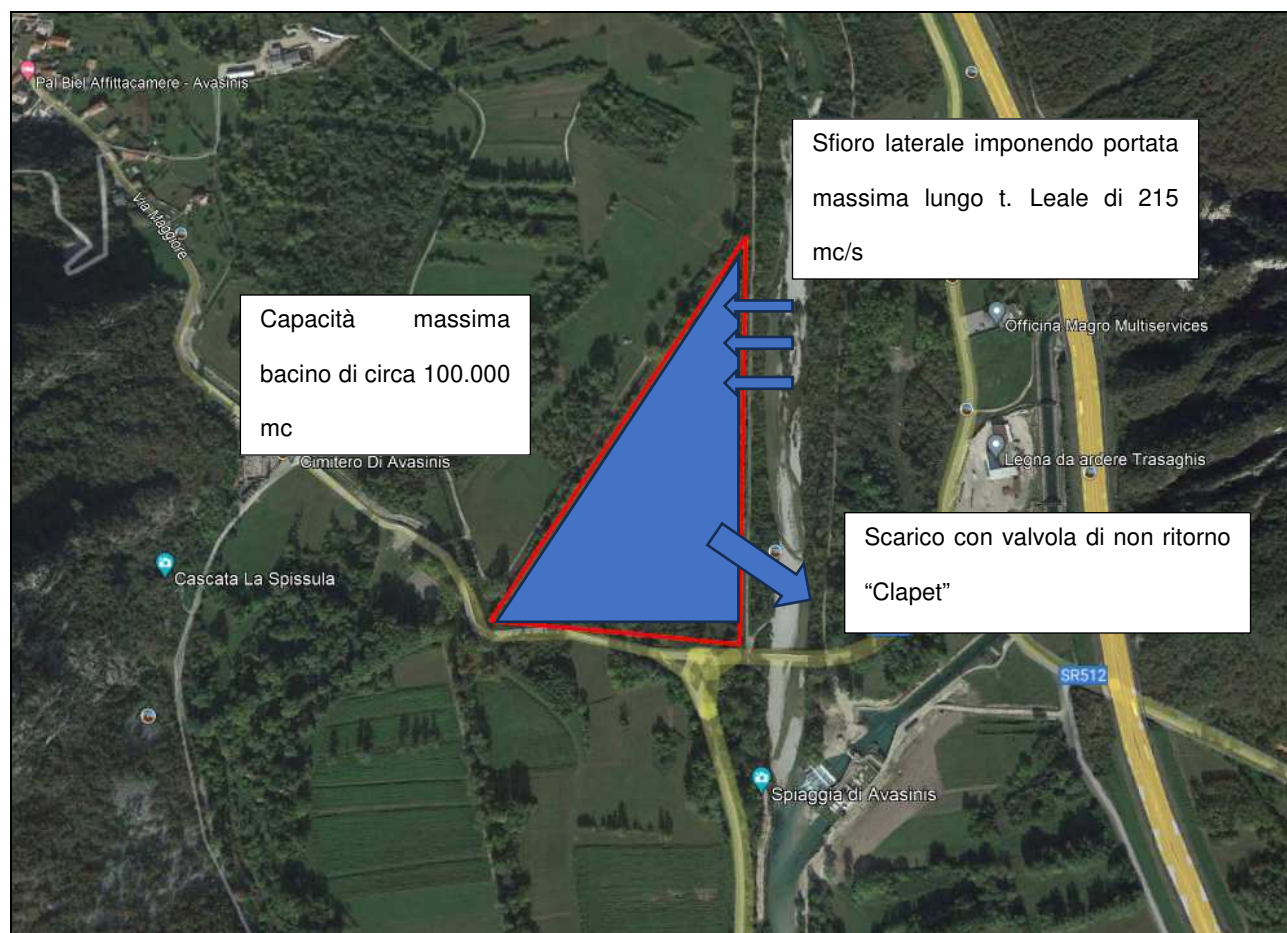 Pal Biel Affittacamere - Avasinis
Via Maggiore
Sfioro laterale imponendo portata
massima lungo t. Leale di 215
mc/s
Capacità massima
bacino di circa 100.000
mc
Officina Magro Multiservices
Cimitero Di Avasinis
Legna da ardere Trasaghis
Cascata La Spissula
Scarico con valvola di non ritorno
“Clapet”
SR512
Spiaggia di Avasinis